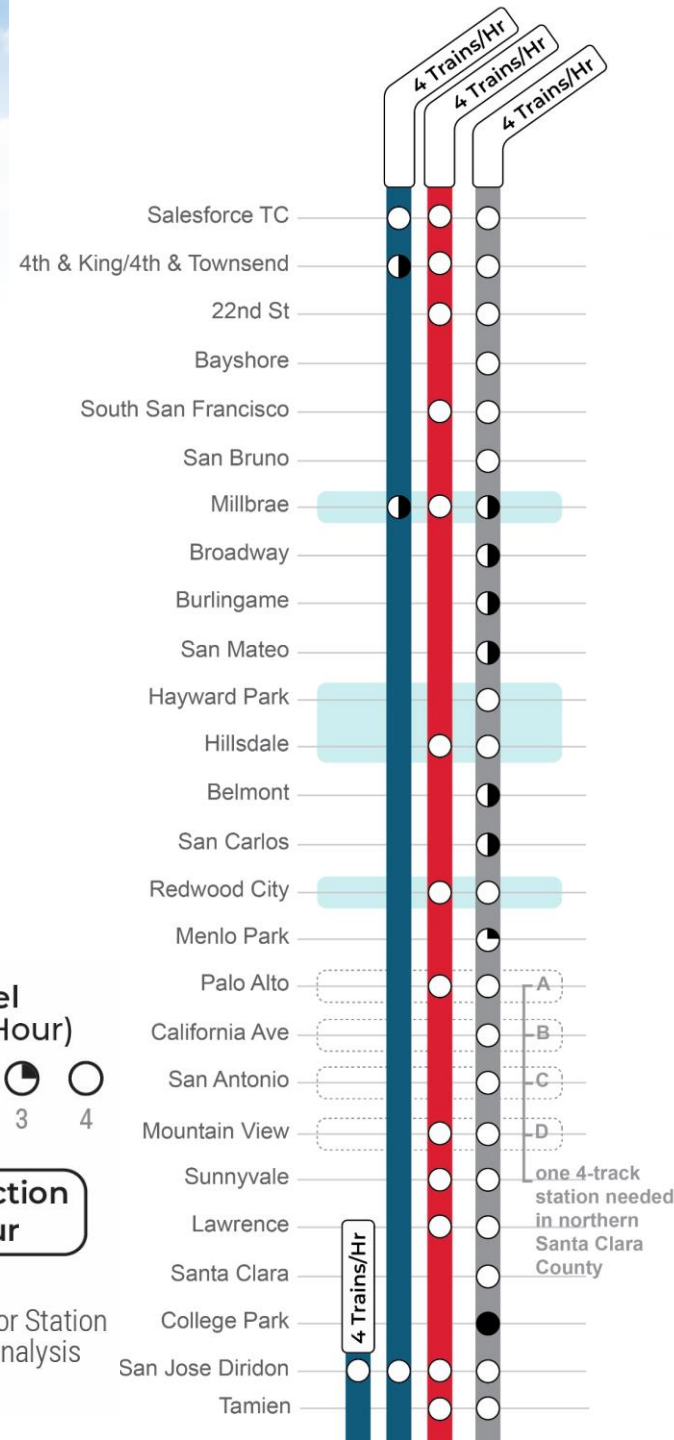 4 Trains/Hr
4 Trains/Hr
4 Trains/Hr
Salesforce TC
4th & King/4th & Townsend
22nd St
Bayshore
South San Francisco
San Bruno
Millbrae
Broadway
Burlingame
San Mateo
Hayward Park
Hillsdale
Belmont
San Carlos
Redwood City
Menlo Park
Palo Alto
A
California Ave
B
San Antonio
C
Mountain View
D
Sunnyvale
one 4-track
station needed
in northern
Santa Clara
County
Lawrence
Santa Clara
College Park
San Jose Diridon
Tamien
4 Trains/Hr
el
Hour)
3 4
ction
ur
or Station
nalysis